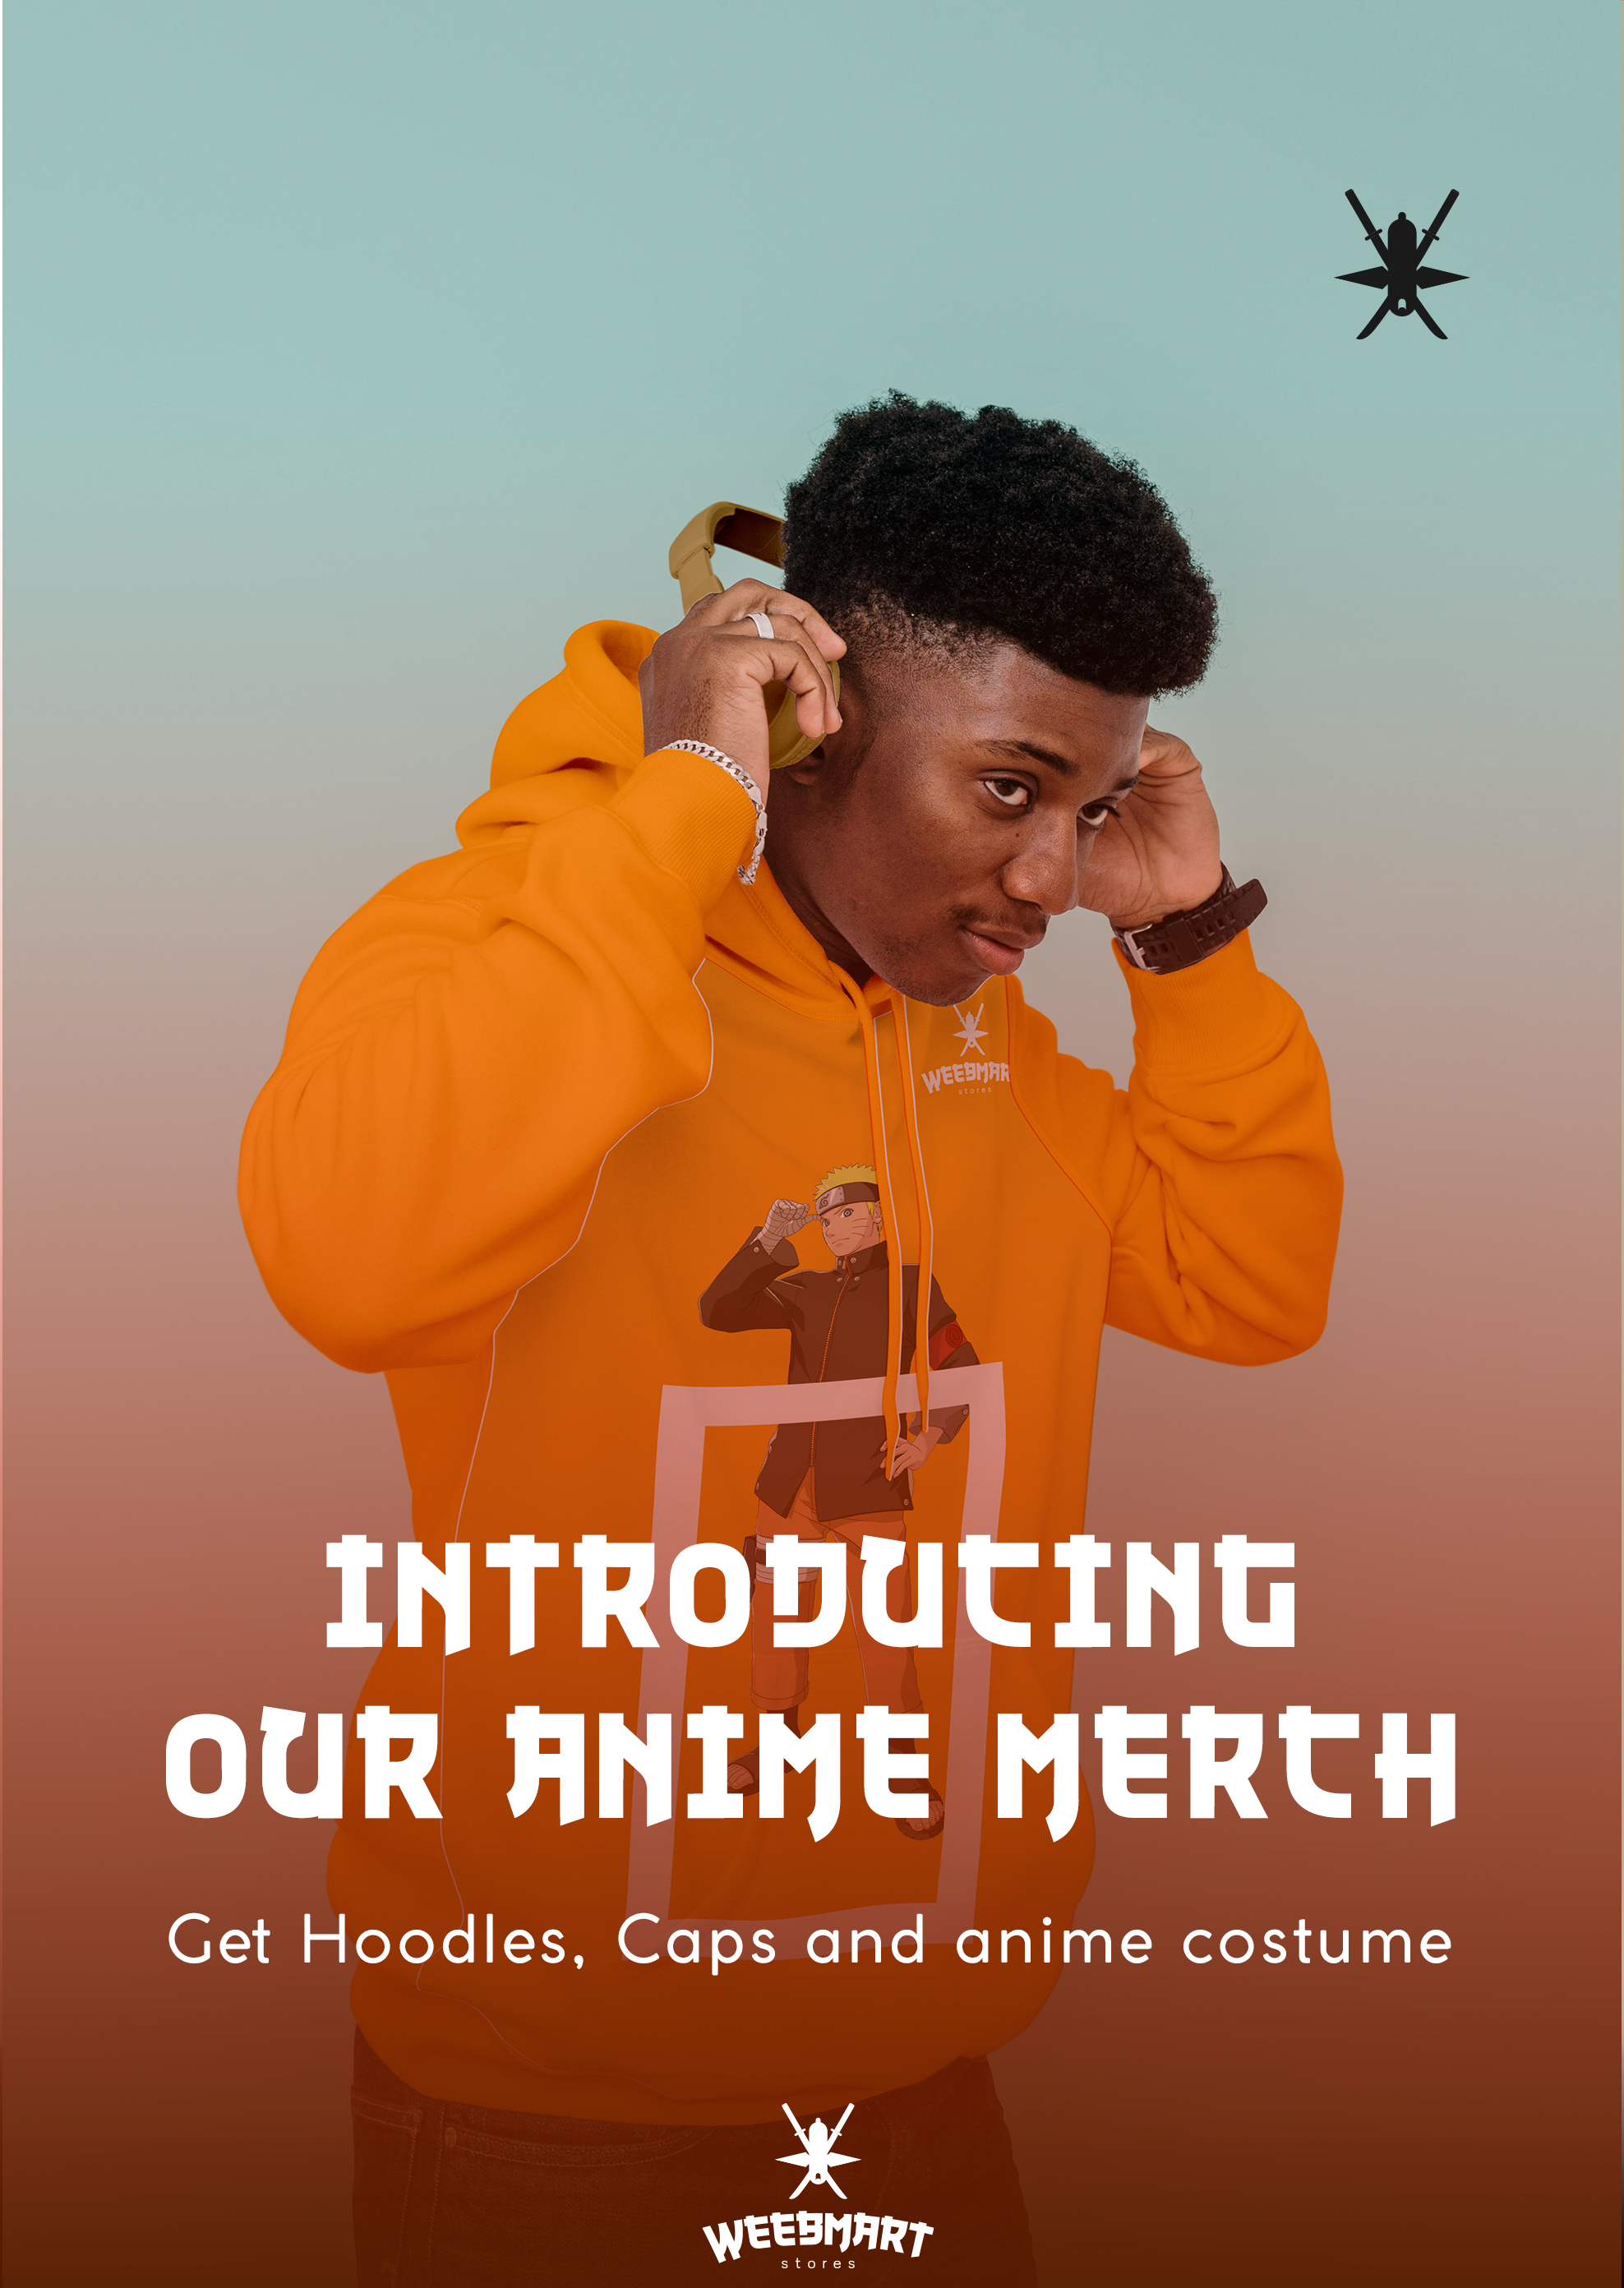 WEEBMAR
stores
INTRODUCING
OUR ANIME MERCH
Get Hoodles, Caps and anime costume
WEEBMART
stores